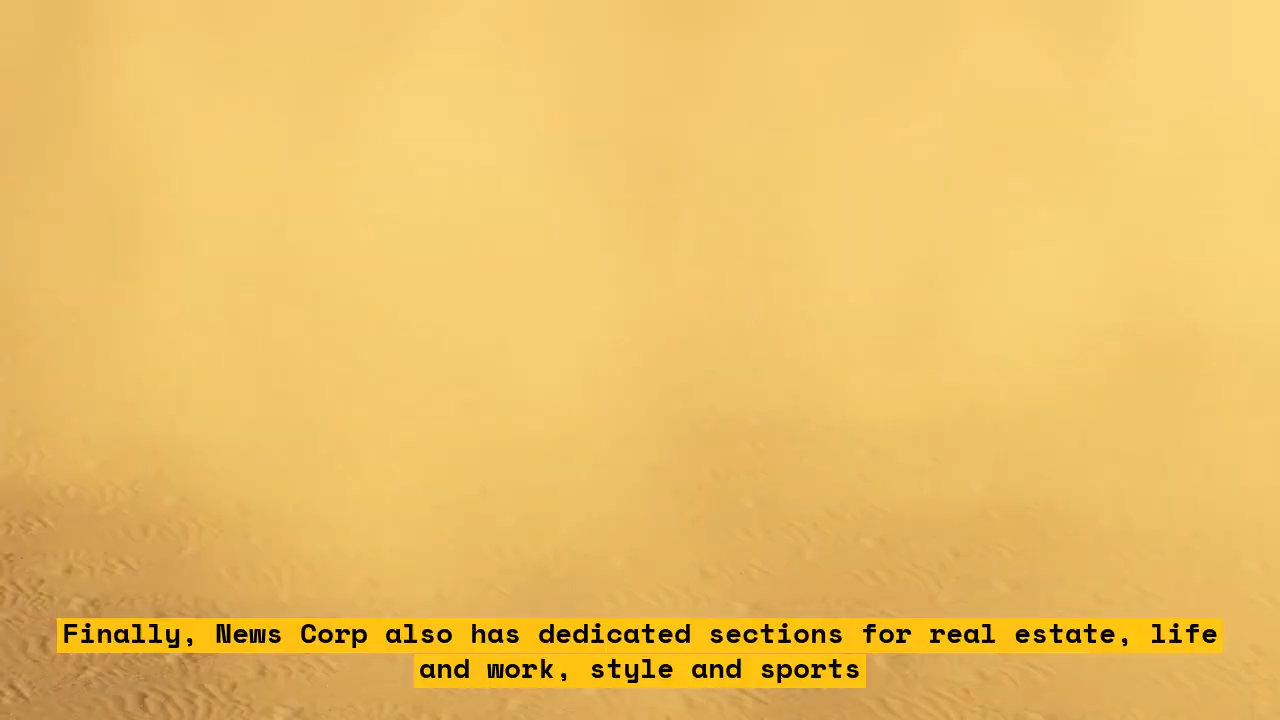 Finally, News Corp also has dedicated sections for real estate, life
and work, style and sports